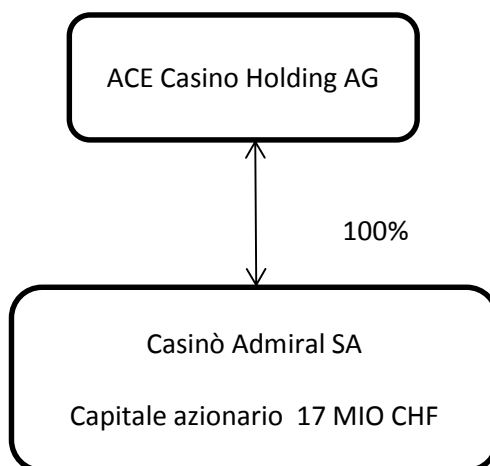 ACE Casino Holding AG
100%
Casinò Admiral SA
Capitale azionario 17 MIO CHF